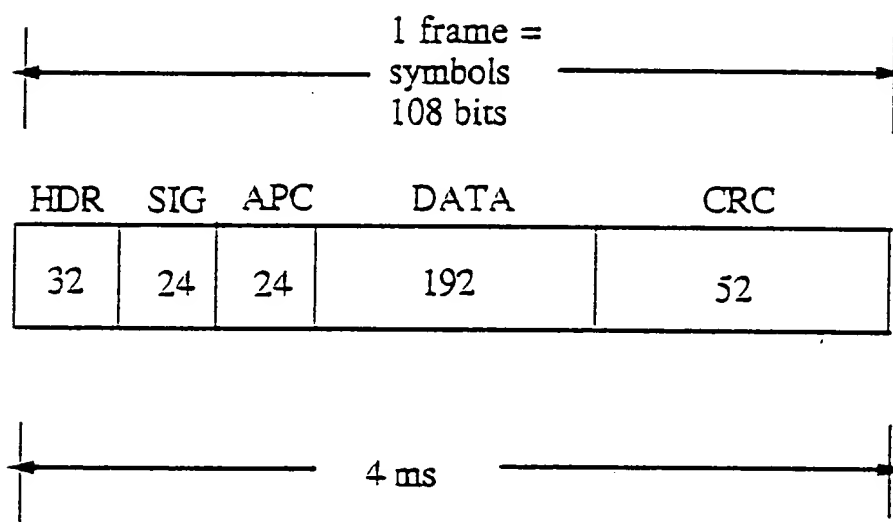 1 frame =
symbols
108 bits
HDR SIG APC DATA CRC
32 24 24 192 52
4 ms